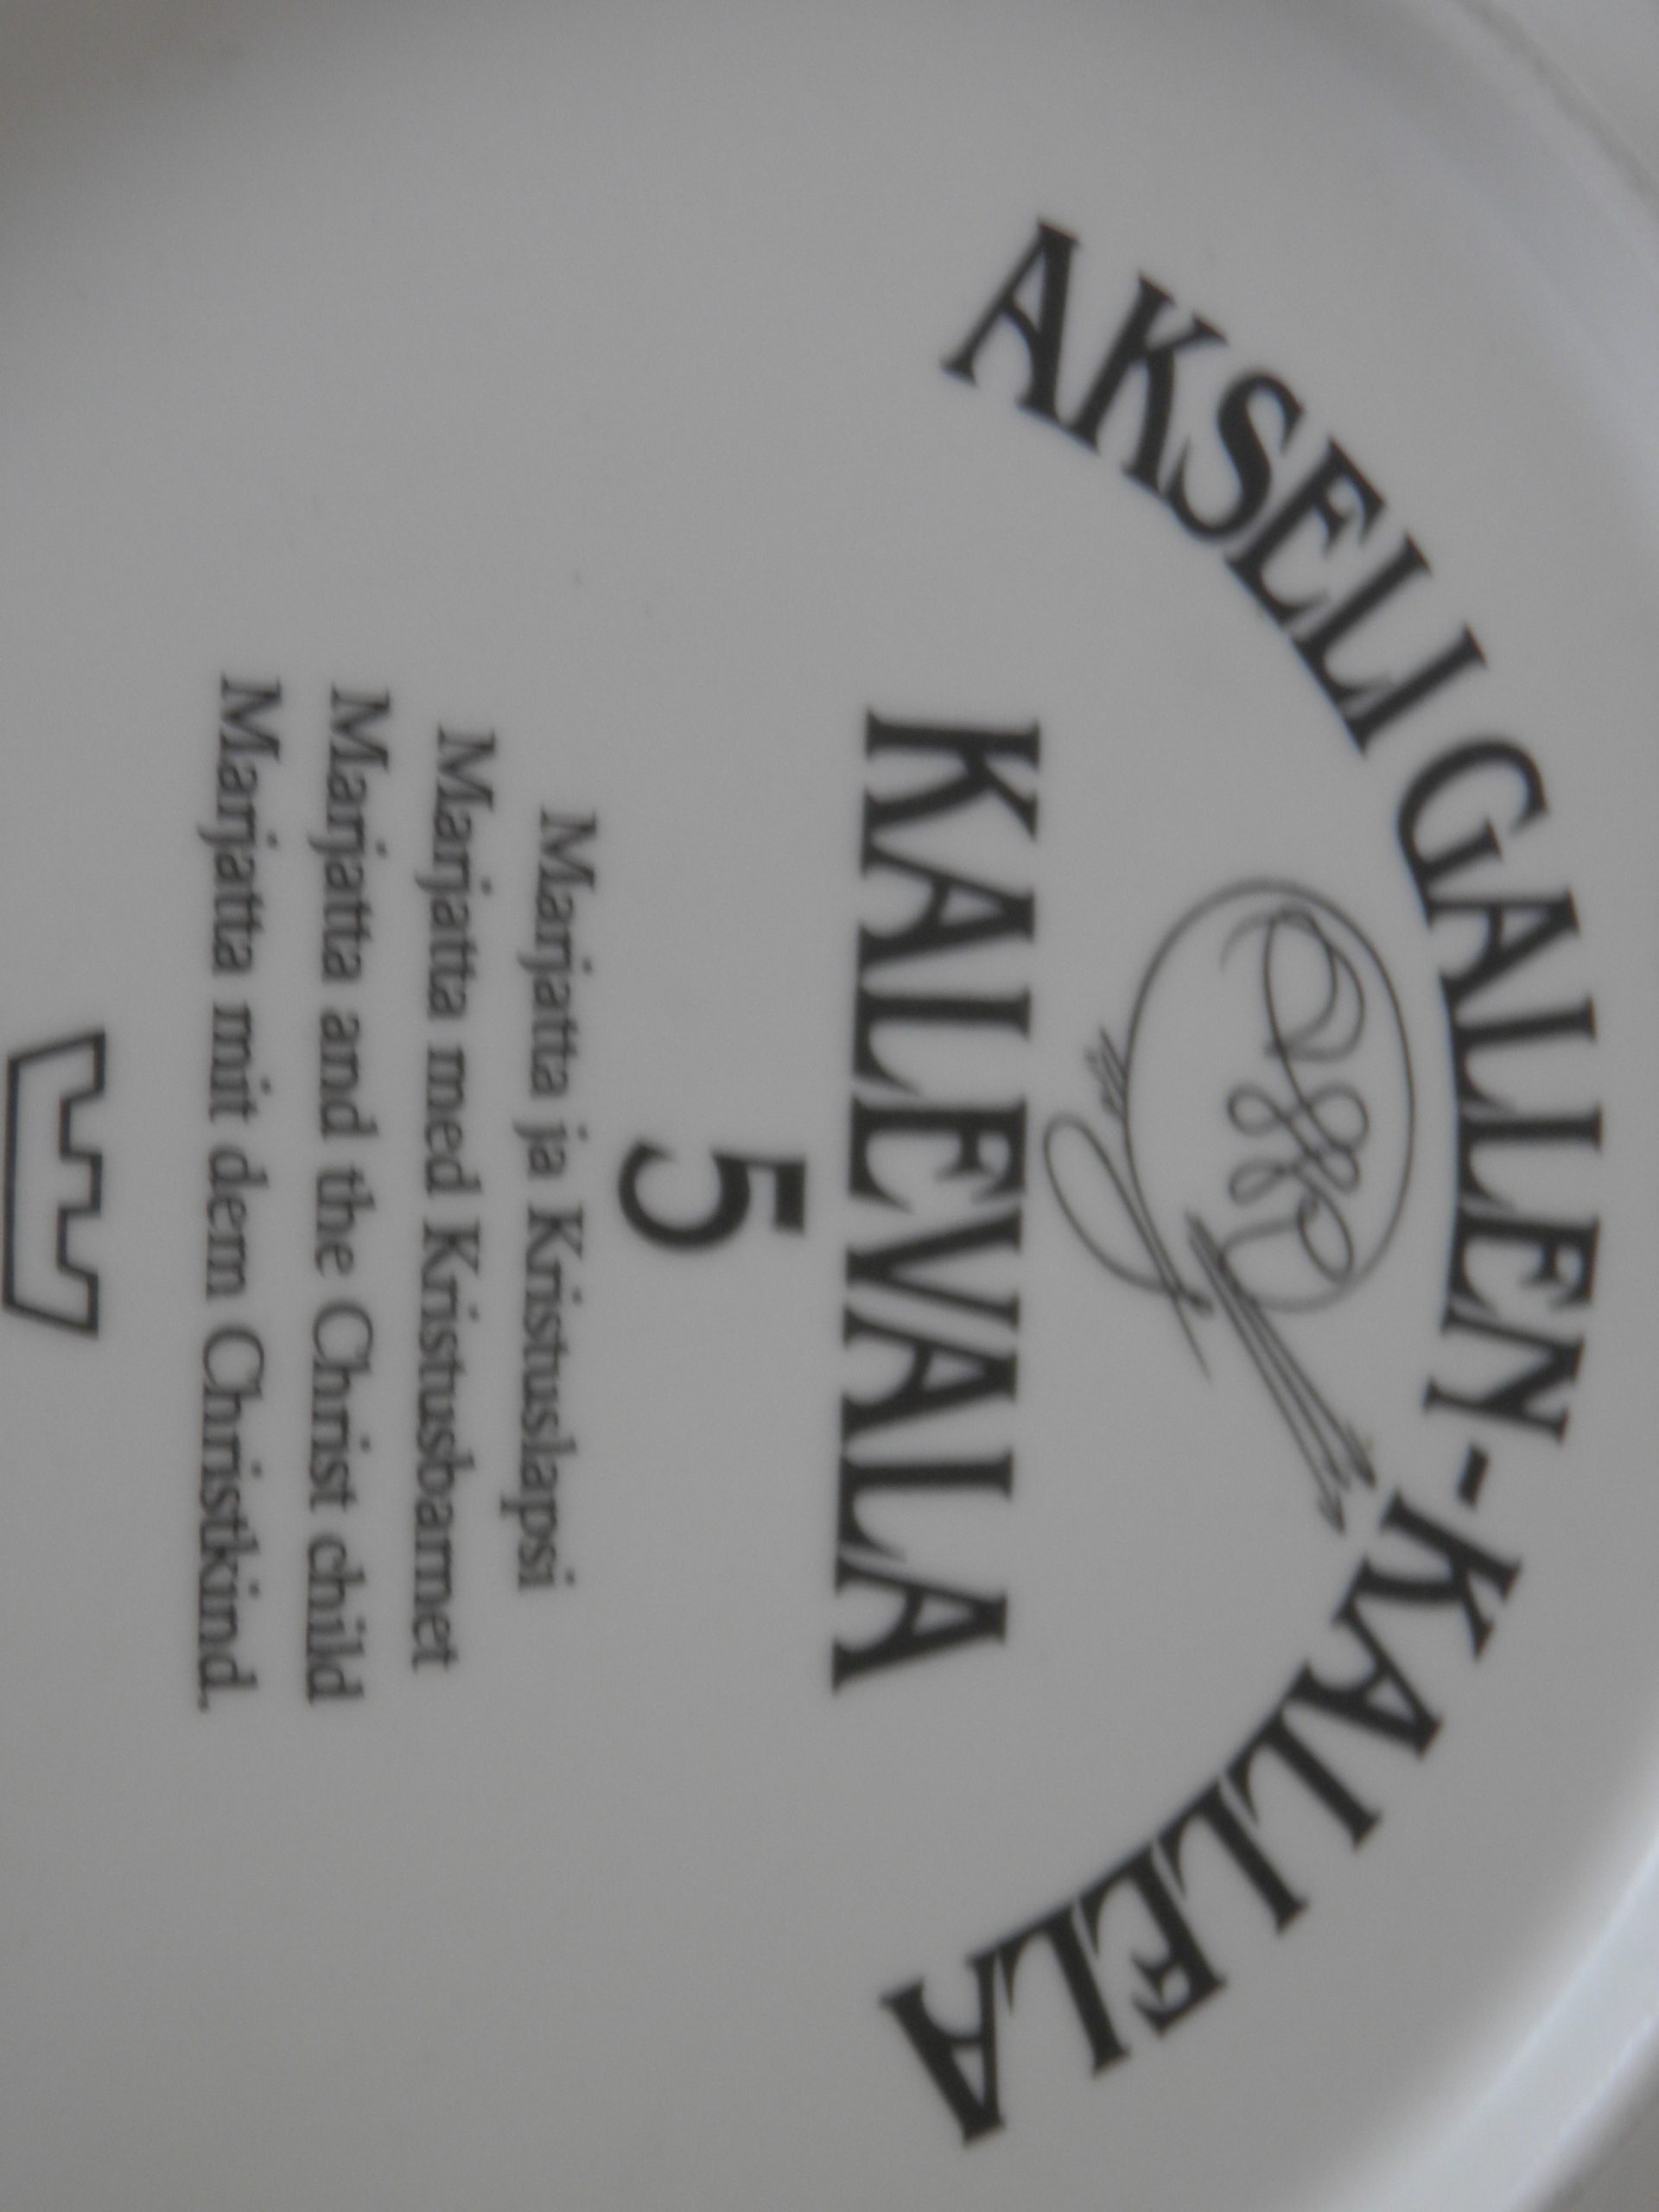 AKSELI GALLEN-KALLELA
KALEVALA
5
Marjatta ja Kristuslapsi
Marjatta med Kristusbarnet
Marjatta and the Christ child
Marjatta mit dem Christkind.